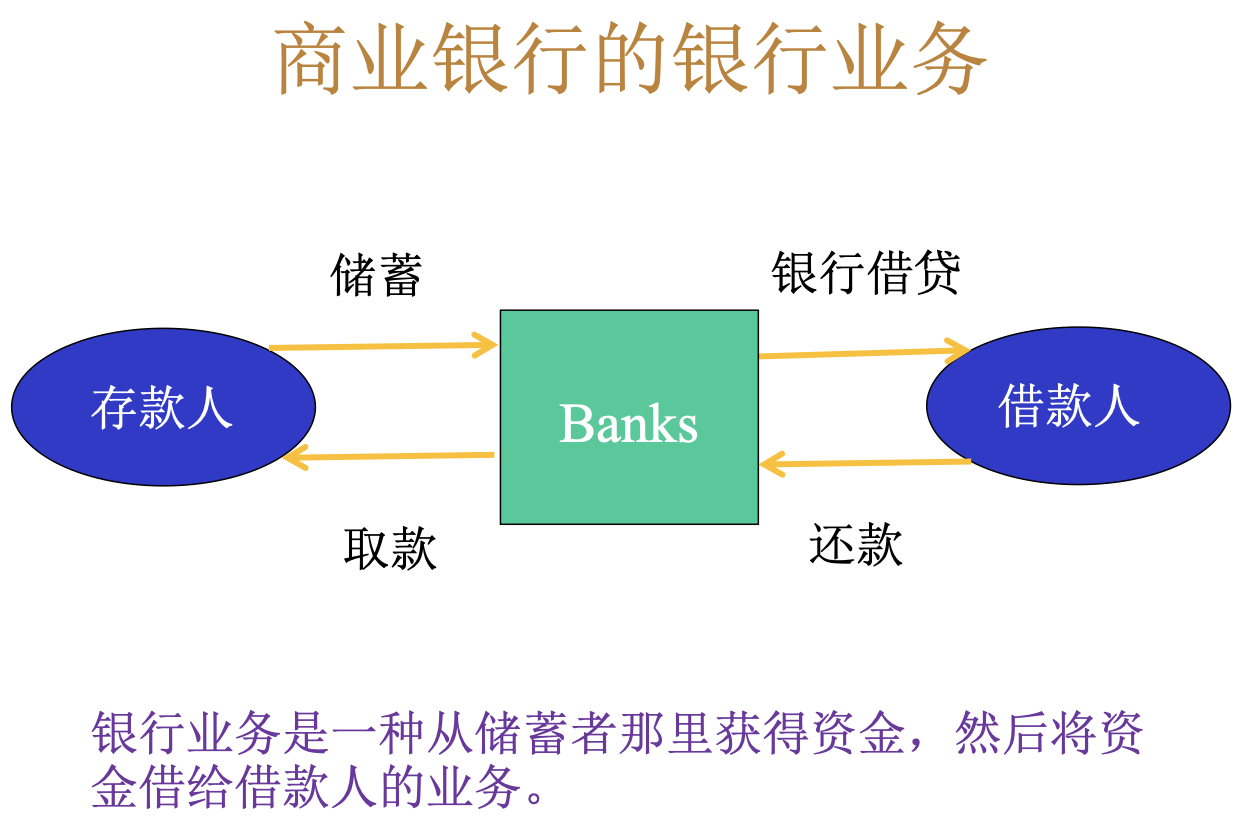 商业银行的银行业务
储蓄
银行借贷
存款人
Banks
借款人
取款
还款
银行业务是一种从储蓄者那里获得资金，然后将资
金借给借款人的业务。